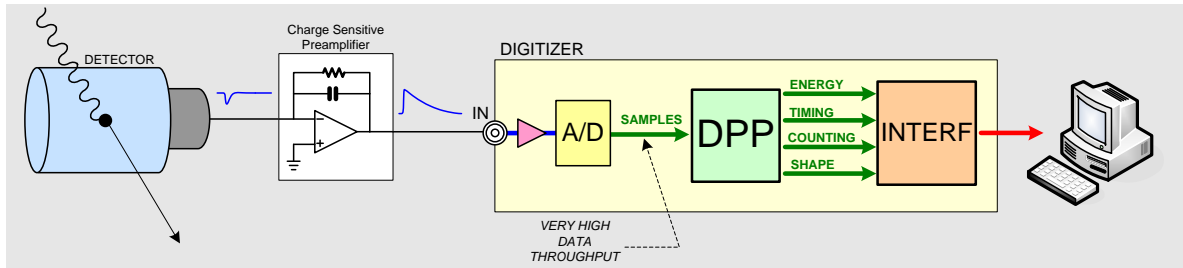 Charge Sensitive
Preamplifier
DETECTOR
DIGITIZER
IN
A/D
SAMPLES
DPP
ENERGY
TIMING
COUNTING
SHAPE
INTERF
VERY HIGH
DATA
THROUGHPUT